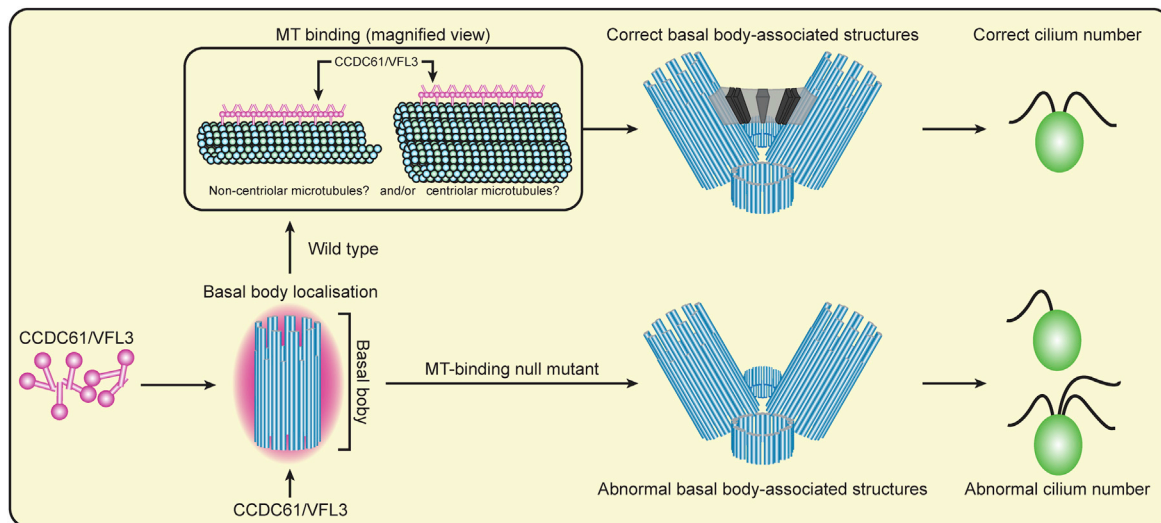 MT binding (magnified view)
CCDC61/VFL3
Non-centriolar microtubules? and/or centriolar microtubules?
Correct basal body-associated structures
Correct cilium number
Wild type
Basal body localisation
CCDC61/VFL3
Basal boby
MT-binding null mutant
CCDC61/VFL3
Abnormal basal body-associated structures
Abnormal cilium number